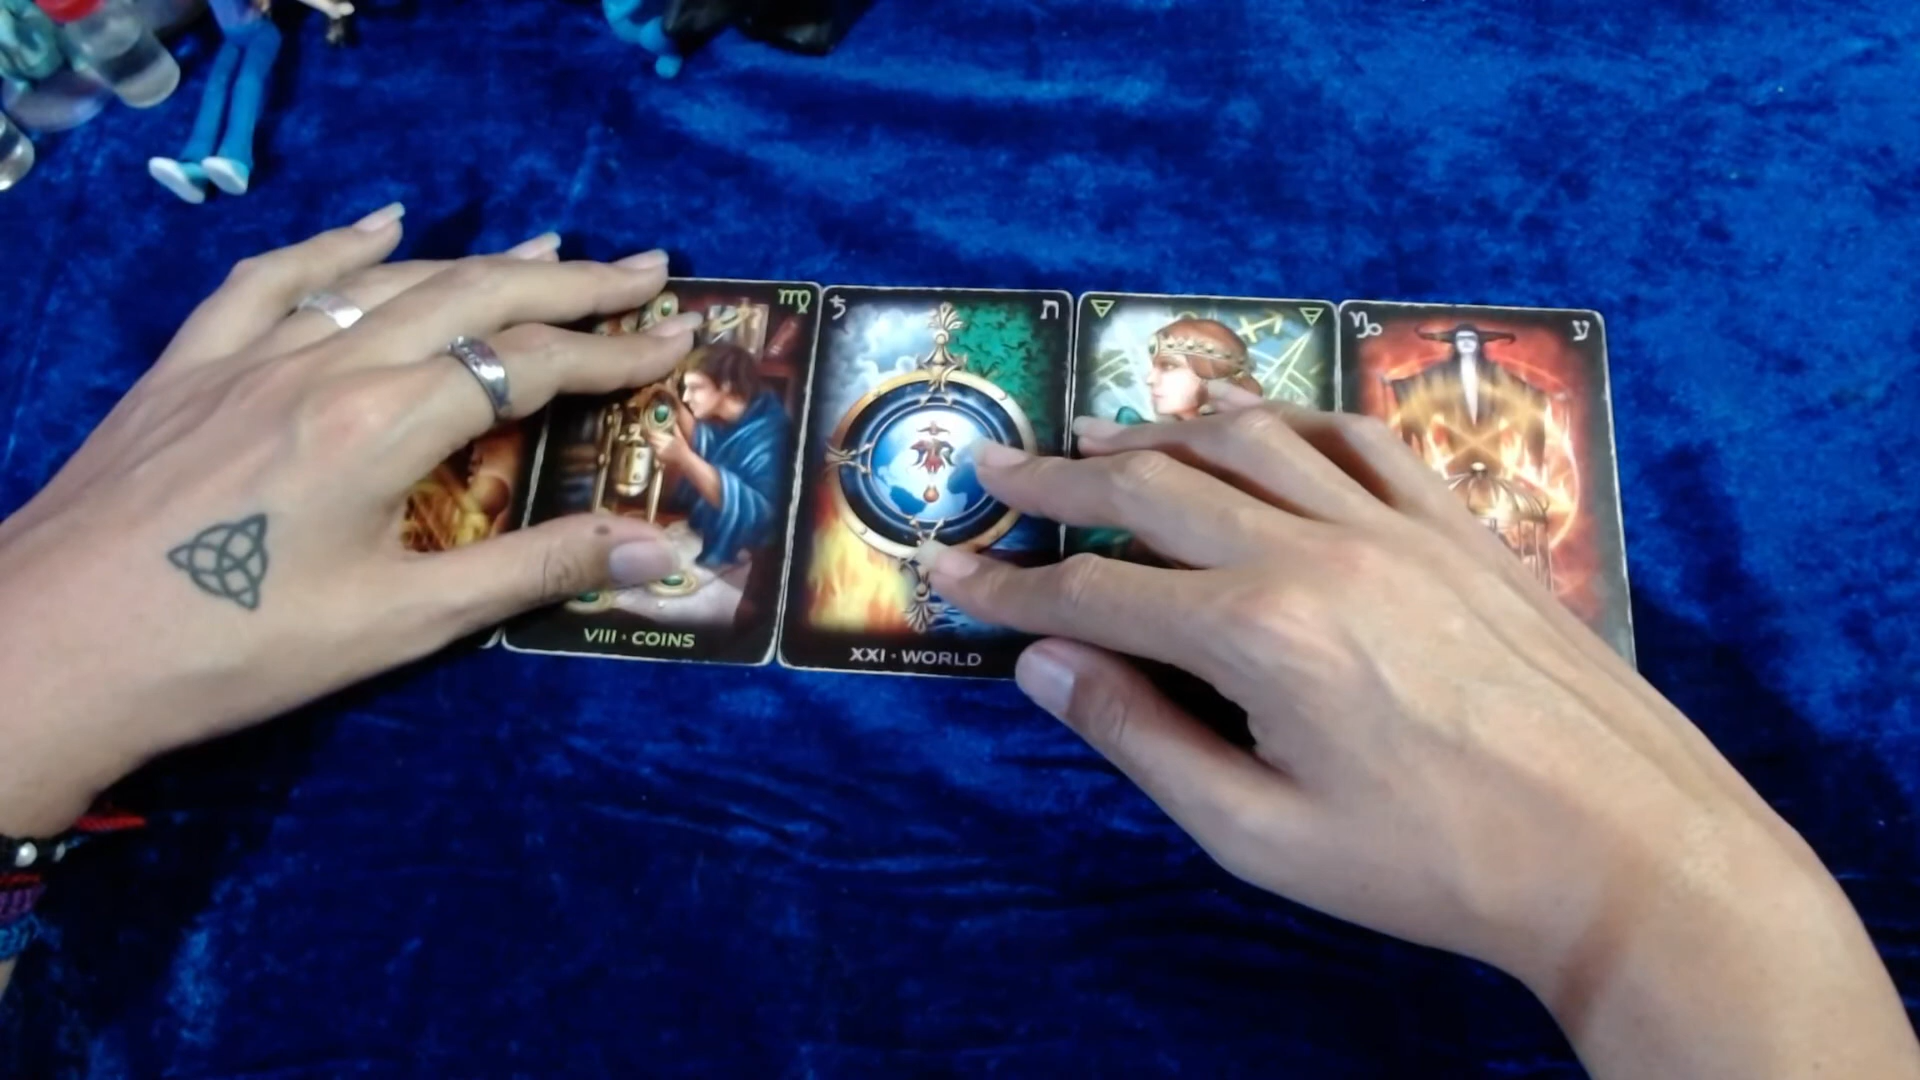 ♍
VIII · COINS
♄ ת
XXI · WORLD
🜃 ♐ 🜃
♑ ע